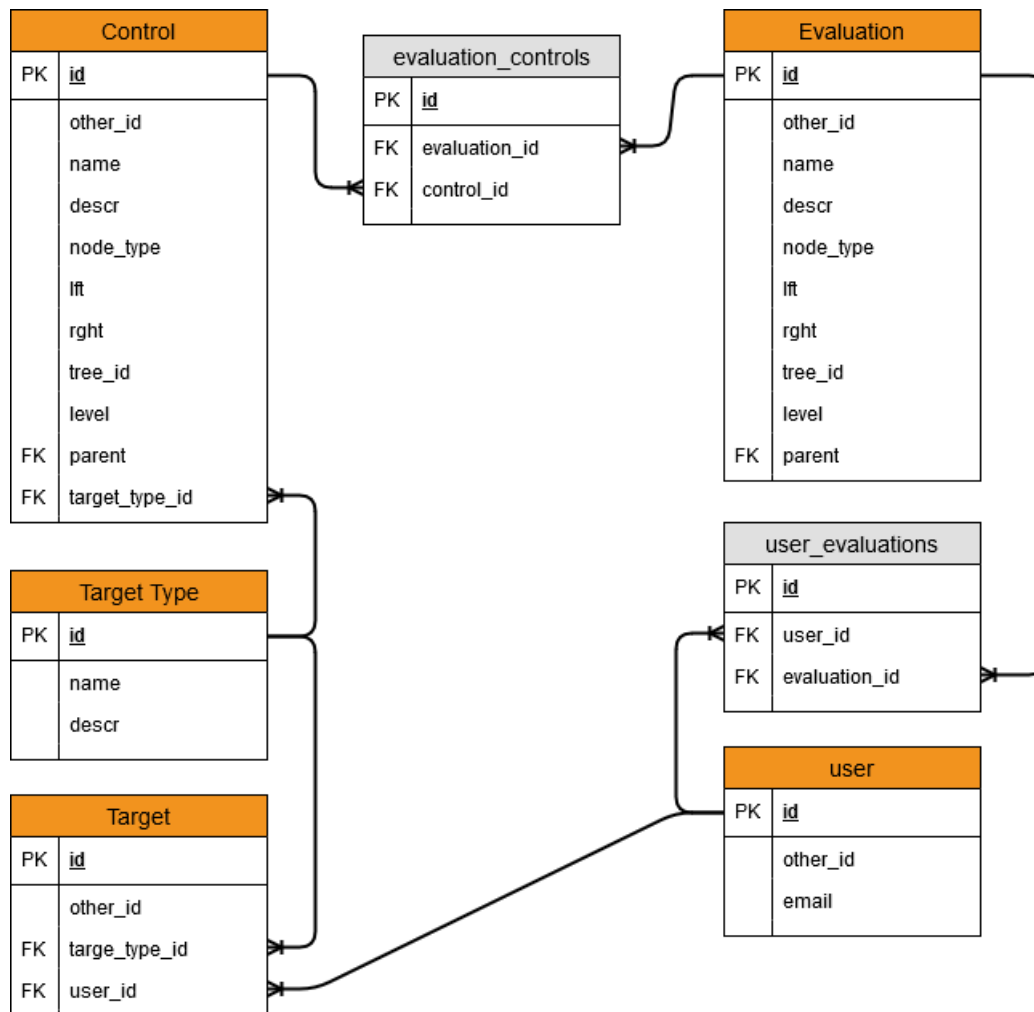 Control
PK id
other_id
name
descr
node_type
lft
rght
tree_id
level
FK parent
FK target_type_id
evaluation_controls
PK id
FK evaluation_id
FK control_id
Evaluation
PK id
other_id
name
descr
node_type
lft
rght
tree_id
level
FK parent
Target Type
PK id
name
descr
user_evaluations
PK id
FK user_id
FK evaluation_id
Target
PK id
other_id
FK targe_type_id
FK user_id
user
PK id
other_id
email